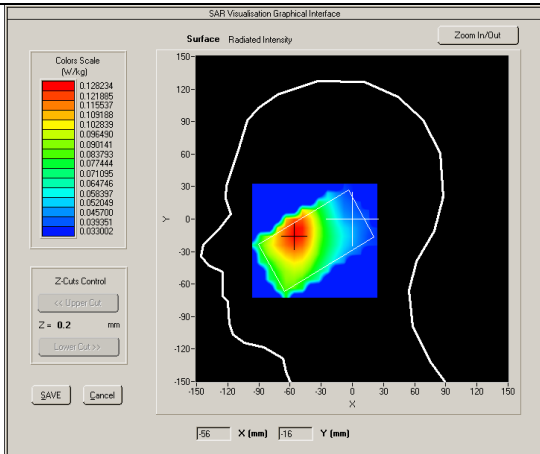 SAR Visualisation Graphical Interface
Surface Radiated Intensity
Zoom In/Out
Colors Scale
(W/kg)
0.128234
0.121885
0.115537
0.109188
0.102839
0.096490
0.090141
0.083793
0.077444
0.071095
0.064746
0.058397
0.052049
0.045700
0.039351
0.033002
Z-Cuts Control
<< Upper Cut
Z = 0.2 mm
Lower Cut >>
SAVE Cancel
150
120
90
60
30
0
-30
-60
-90
-120
-150
Y
-150 -120 -90 -60 -30 0 30 60 90 120 150
X
-56 X (mm) -16 Y (mm)